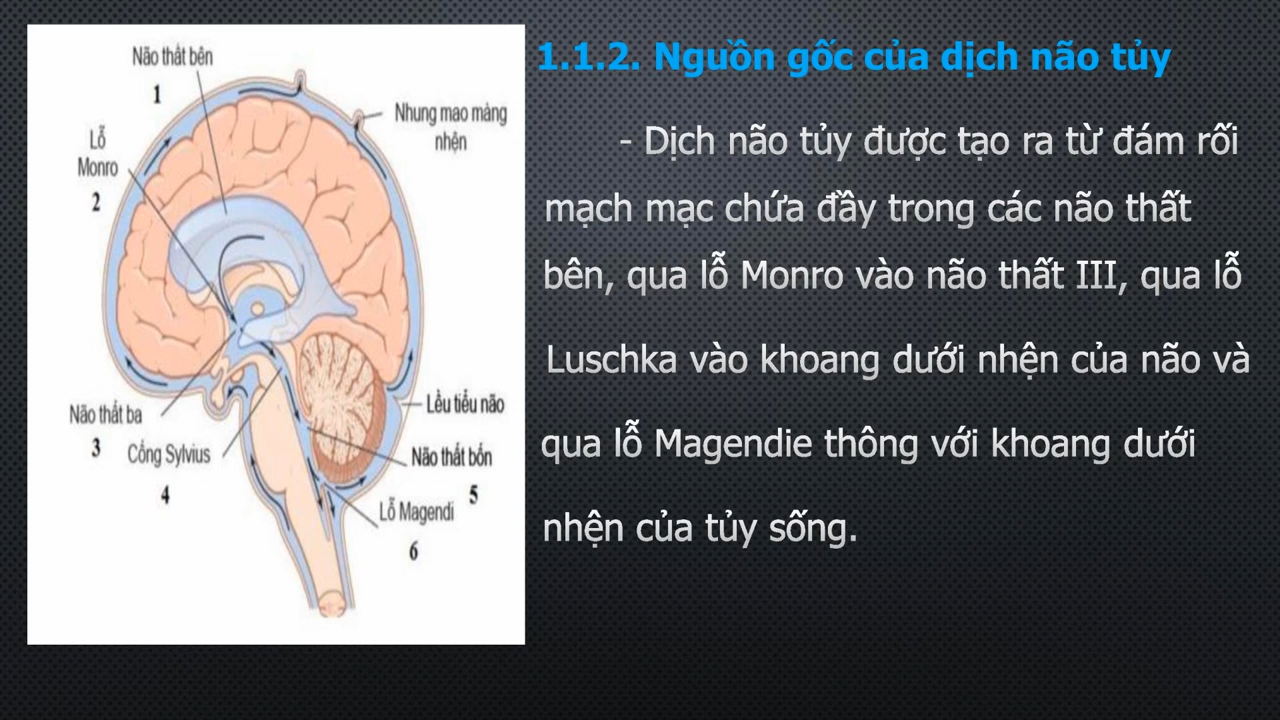 1.1.2. Nguồn gốc của dịch não tủy
- Dịch não tủy được tạo ra từ đám rối
mạch mạc chứa đầy trong các não thất
bên, qua lỗ Monro vào não thất III, qua lỗ
Luschka vào khoang dưới nhện của não và
qua lỗ Magendie thông với khoang dưới
nhện của tủy sống.
Não thất bên
1
Nhung mao màng
nhện
Lỗ
Monro
2
Não thất ba
3
Cống Sylvius
4
Lều tiểu não
Não thất bốn
5
Lỗ Magendi
6